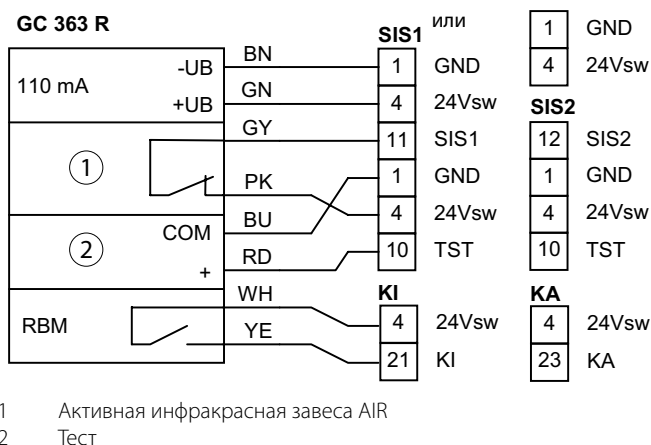 GC 363 R
SIS1 или 1 GND
110 mA -UB BN 1 GND 4 24Vsw
+UB GN 4 24Vsw SIS2
GY 11 SIS1 12 SIS2
1 PK 1 GND 1 GND
BU 4 24Vsw 4 24Vsw
2 COM
+ RD 10 TST 10 TST
WH KI KA
RBM 4 24Vsw 4 24Vsw
YE 21 KI 23 KA
1 Активная инфракрасная завеса AIR
2 Тест